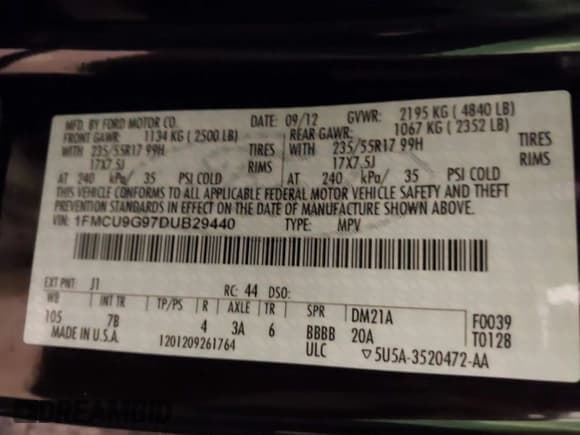 MFD. BY FORD MOTOR CO. DATE: 09/12 GVWR: 2195 KG ( 4840 LB)
FRONT GAWR: 1134 KG ( 2500 LB) REAR GAWR: 1067 KG ( 2352 LB)
WITH 235/55R17 99H TIRES WITH 235/55R17 99H TIRES
17X7.5J RIMS 17X7.5J RIMS
AT 240 kPa/ 35 PSI COLD AT 240 kPa/ 35 PSI COLD
THIS VEHICLE CONFORMS TO ALL APPLICABLE FEDERAL MOTOR VEHICLE SAFETY AND THEFT
PREVENTION STANDARDS IN EFFECT ON THE DATE OF MANUFACTURE SHOWN ABOVE.
VIN: 1FMCU9G97DUB29440 TYPE: MPV
EXT PNT: J1 RC: 44 DSO:
WB INT TR TP/PS R AXLE TR SPR DM21A F0039
105 7B 4 3A 6 BBBB 20A T0128
MADE IN U.S.A. 1201209261764 ULC ▽5U5A-3520472-AA
DREAMBID